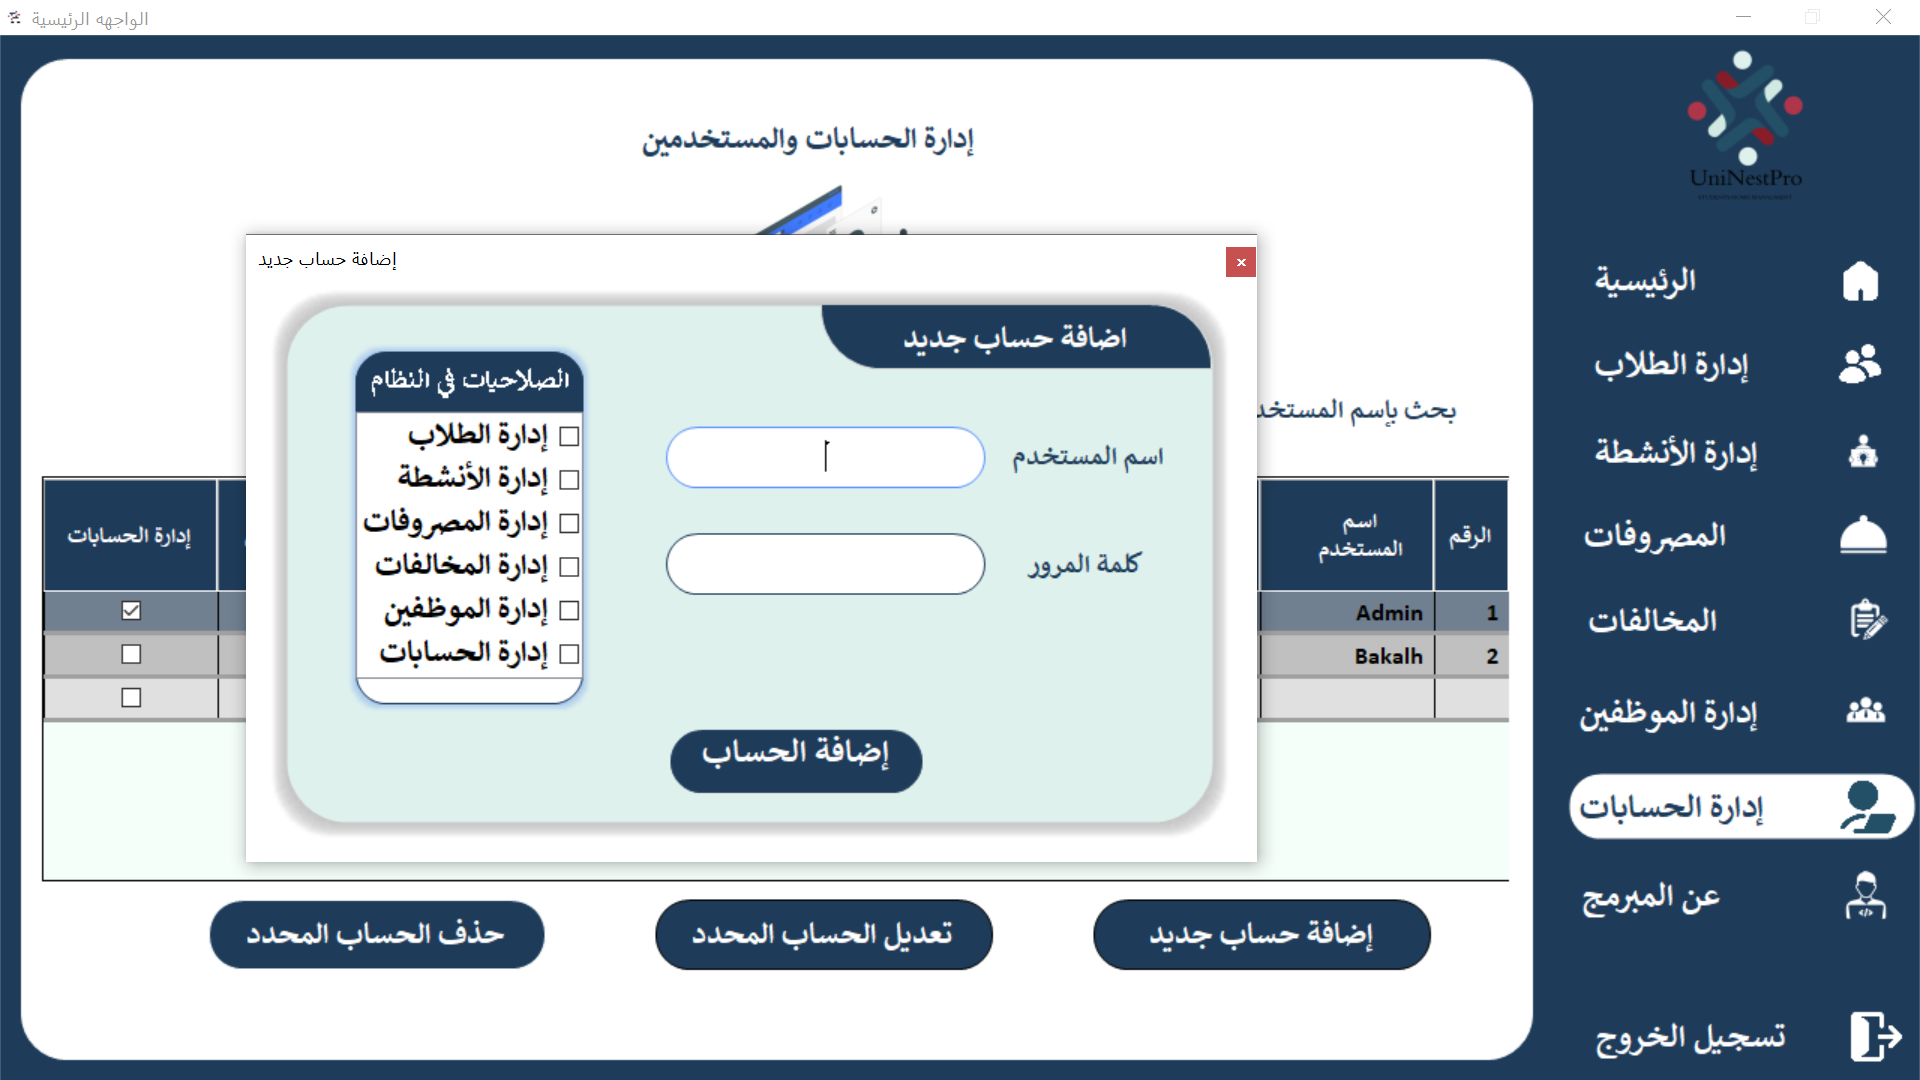 الواجهه الرئيسية
UniNestPro
إدارة الحسابات والمستخدمين
الرئيسية
إدارة الطلاب
إدارة الأنشطة
المصروفات
المخالفات
إدارة الموظفين
إدارة الحسابات
عن المبرمج
تسجيل الخروج
بحث بإسم المستخد
إضافة حساب جديد
اضافة حساب جديد
اسم المستخدم
كلمة المرور
الصلاحيات في النظام
إدارة الطلاب
إدارة الأنشطة
إدارة المصروفات
إدارة المخالفات
إدارة الموظفين
إدارة الحسابات
إضافة الحساب
الرقم
اسم
المستخدم
إدارة الحسابات
1 Admin
2 Bakalh
إضافة حساب جديد
تعديل الحساب المحدد
حذف الحساب المحدد